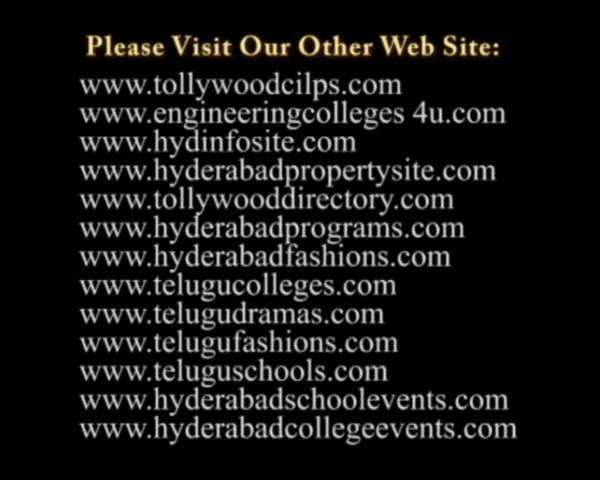 Please Visit Our Other Web Site:
www.tollywoodcilps.com
www.engineeringcolleges 4u.com
www.hydinfosite.com
www.hyderabadpropertysite.com
www.tollywooddirectory.com
www.hyderabadprograms.com
www.hyderabadfashions.com
www.telugucolleges.com
www.telugudramas.com
www.telugufashions.com
www.teluguschools.com
www.hyderabadschoolevents.com
www.hyderabadcollegeevents.com